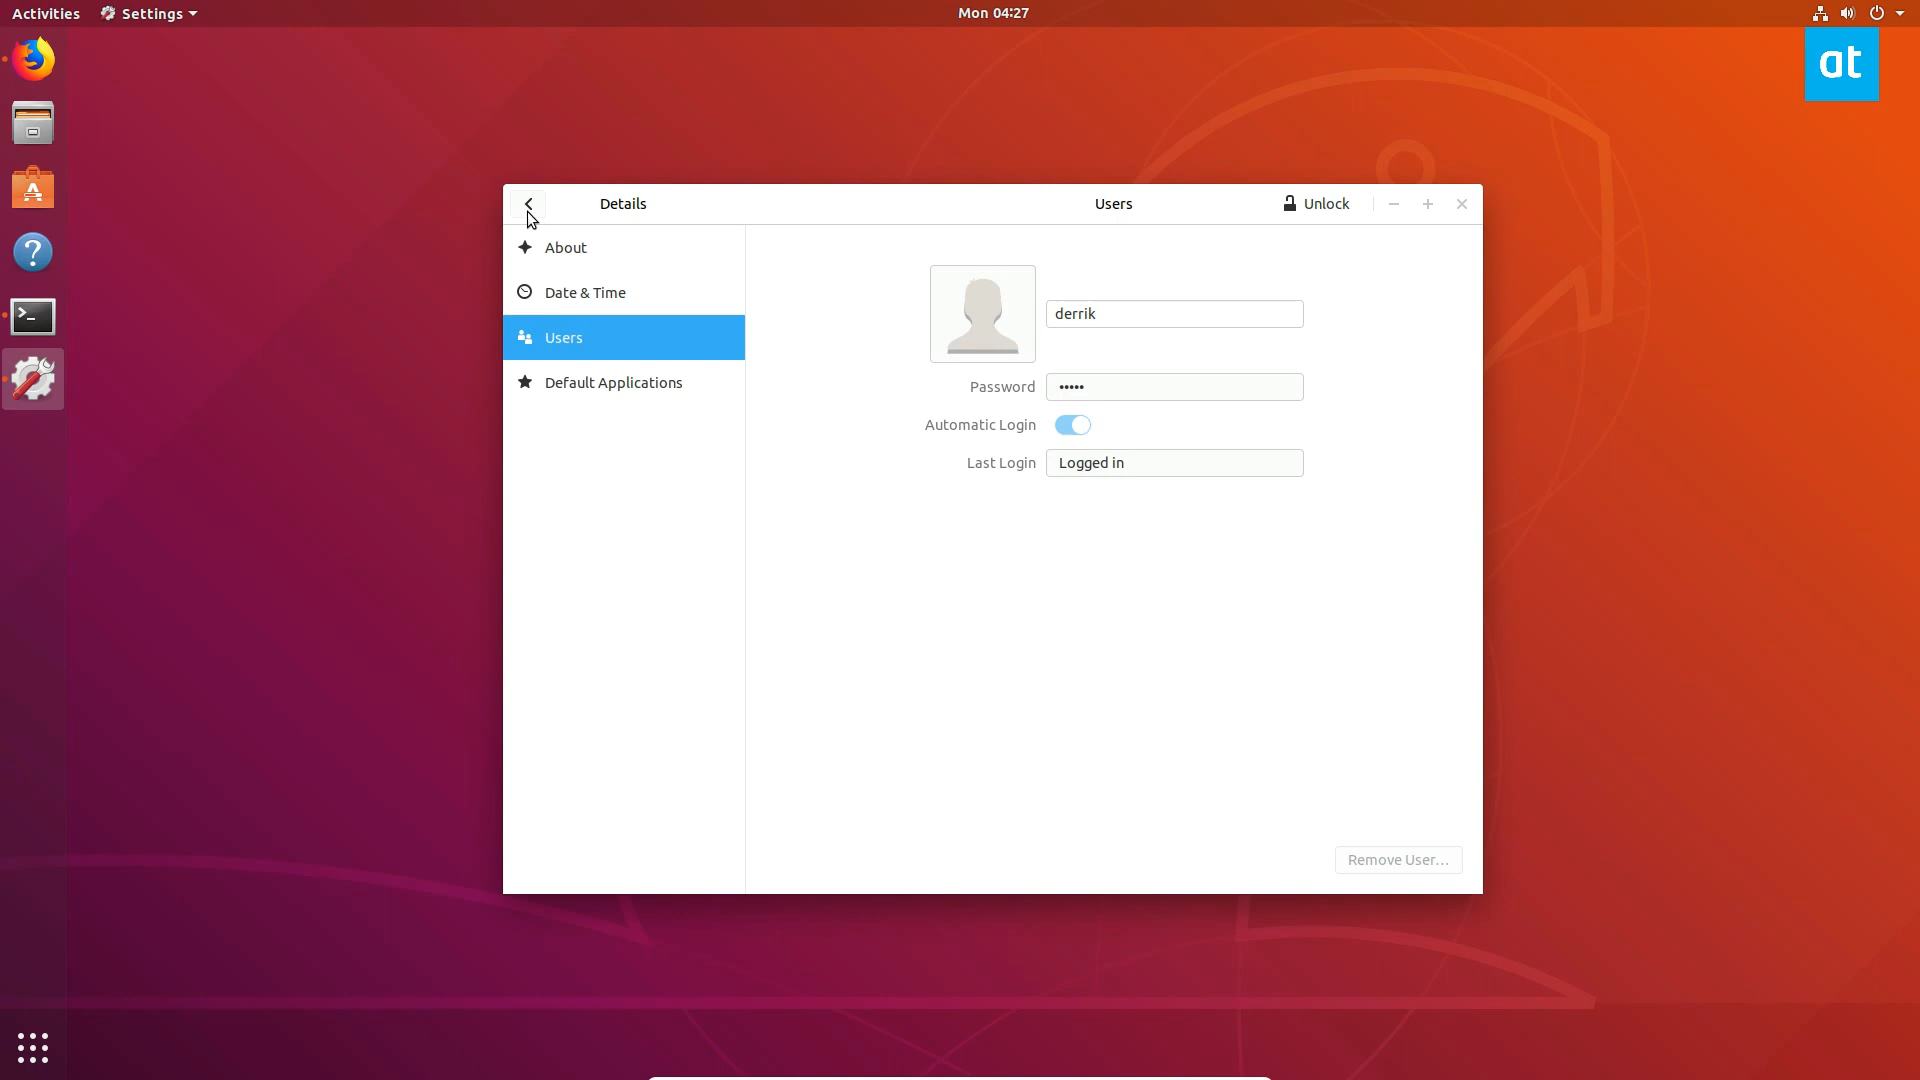 Activities Settings Mon 04:27
at
Details Users Unlock
About
Date & Time
Users
Default Applications
derrik
Password •••••
Automatic Login
Last Login Logged in
Remove User...